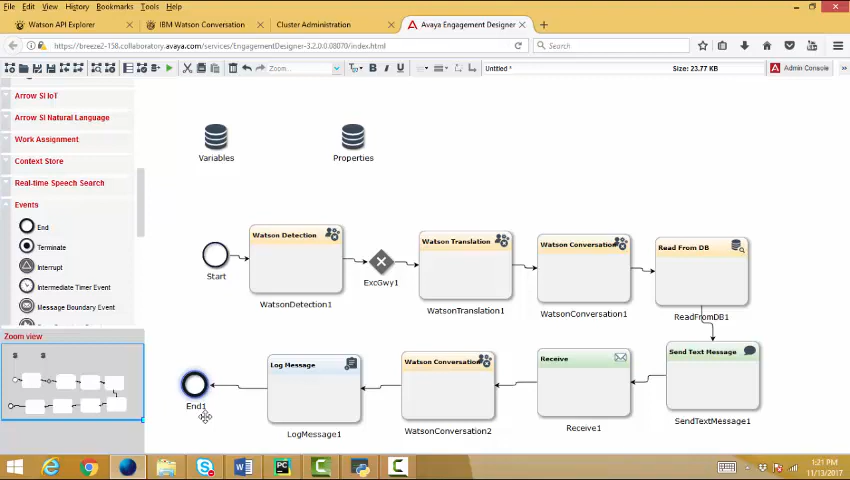 File Edit View History Bookmarks Tools Help
Watson API Explorer
IBM Watson Conversation
Cluster Administration
Avaya Engagement Designer
https://breeze2-158.collaboratory.avaya.com/services/EngagementDesigner-3.2.0.0.08070/index.html
Search
Zoom...
B I U
Untitled *
Size: 23.77 KB
Admin Console
Arrow SI IoT
Arrow SI Natural Language
Work Assignment
Context Store
Real-time Speech Search
Events
End
Terminate
Interrupt
Intermediate Timer Event
Message Boundary Event
Zoom view
Variables
Properties
Start
Watson Detection
WatsonDetection1
ExcGwy1
Watson Translation
WatsonTranslation1
Watson Conversation
WatsonConversation1
Read From DB
ReadFromDB1
End1
Log Message
LogMessage1
Watson Conversation
WatsonConversation2
Receive
Receive1
Send Text Message
SendTextMessage1
1:21 PM
11/13/2017